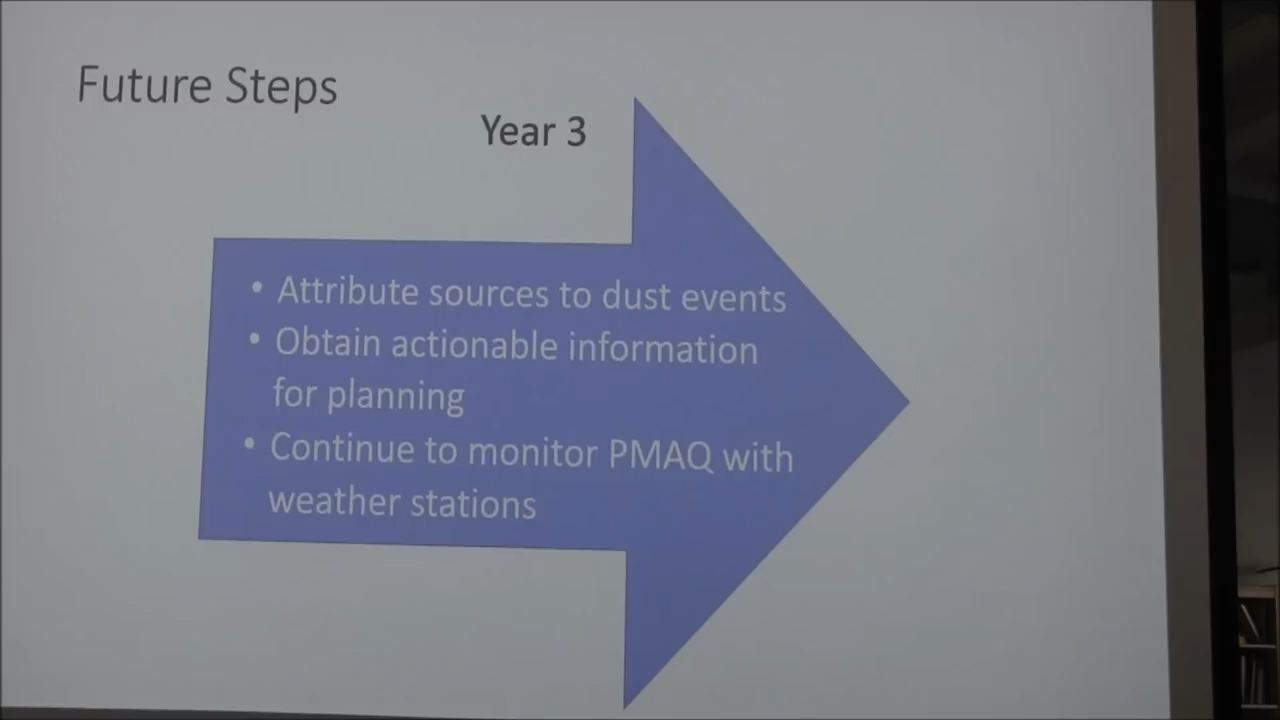 Future Steps
Year 3
• Attribute sources to dust events
• Obtain actionable information
for planning
• Continue to monitor PMAQ with
weather stations